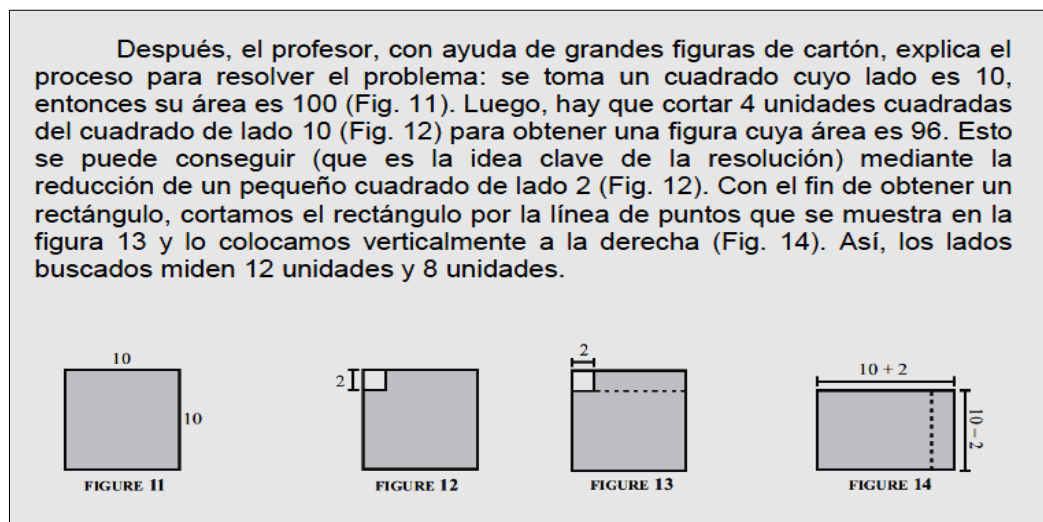 Después, el profesor, con ayuda de grandes figuras de cartón, explica el
proceso para resolver el problema: se toma un cuadrado cuyo lado es 10,
entonces su área es 100 (Fig. 11). Luego, hay que cortar 4 unidades cuadradas
del cuadrado de lado 10 (Fig. 12) para obtener una figura cuya área es 96. Esto
se puede conseguir (que es la idea clave de la resolución) mediante la
reducción de un pequeño cuadrado de lado 2 (Fig. 12). Con el fin de obtener un
rectángulo, cortamos el rectángulo por la línea de puntos que se muestra en la
figura 13 y lo colocamos verticalmente a la derecha (Fig. 14). Así, los lados
buscados miden 12 unidades y 8 unidades.
10
10
FIGURE 11
2
FIGURE 12
2
FIGURE 13
10 + 2
10 – 2
FIGURE 14